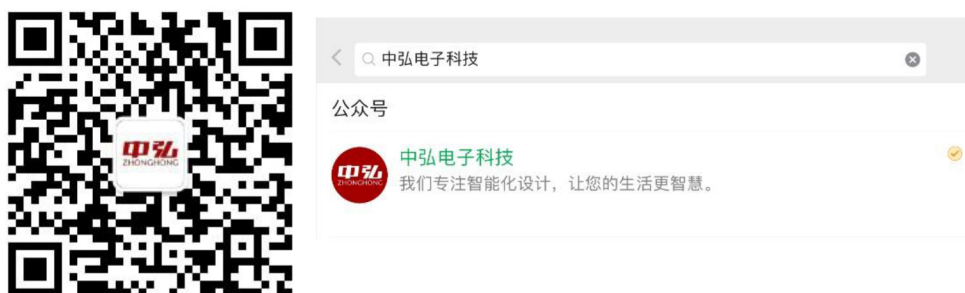 中弘
ZHONGHONG
中弘电子科技
公众号
中弘电子科技
中弘
ZHONGHONG
我们专注智能化设计，让您的生活更智慧。